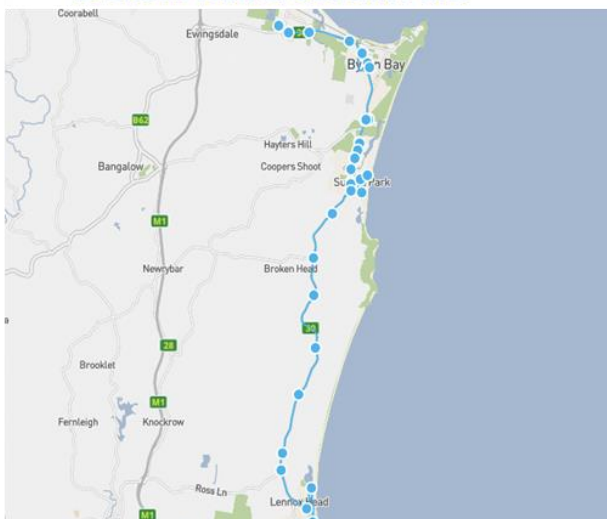 Coorabell
Ewingsdale
Byron Bay
B62
Hayters Hill
Bangalow
Coopers Shoot
Park
M1
Newrybar
Broken Head
30
28
Brooklet
M1
Fernleigh
Knockrow
Ross Ln
Lennox Head
M1